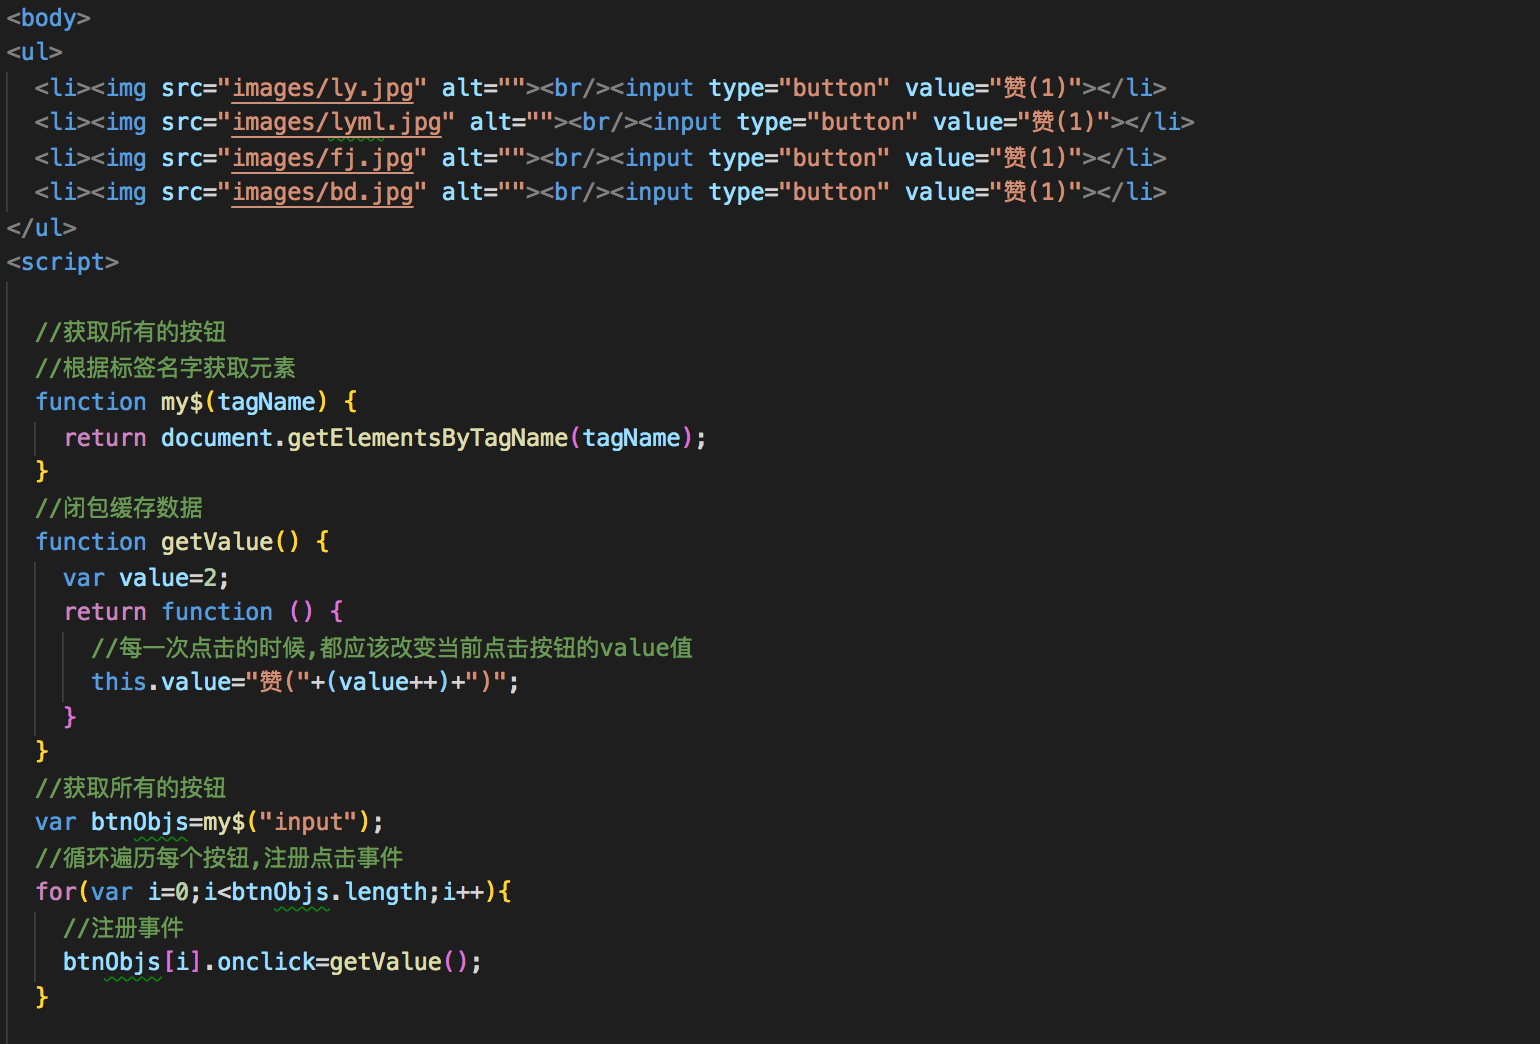 <body>
<ul>
  <li><img src="images/ly.jpg" alt=""><br/><input type="button" value="赞(1)"></li>
  <li><img src="images/lyml.jpg" alt=""><br/><input type="button" value="赞(1)"></li>
  <li><img src="images/fj.jpg" alt=""><br/><input type="button" value="赞(1)"></li>
  <li><img src="images/bd.jpg" alt=""><br/><input type="button" value="赞(1)"></li>
</ul>
<script>
  //获取所有的按钮
  //根据标签名字获取元素
  function my$(tagName) {
    return document.getElementsByTagName(tagName);
  }
  //闭包缓存数据
  function getValue() {
    var value=2;
    return function () {
      //每一次点击的时候,都应该改变当前点击按钮的value值
      this.value="赞("+(value++)+")";
    }
  }
  //获取所有的按钮
  var btnObjs=my$("input");
  //循环遍历每个按钮,注册点击事件
  for(var i=0;i<btnObjs.length;i++){
    //注册事件
    btnObjs[i].onclick=getValue();
  }